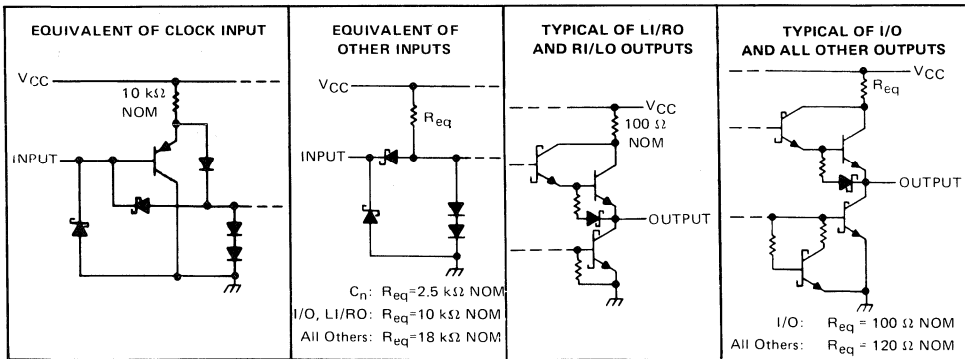 EQUIVALENT OF CLOCK INPUT
VCC
10 kΩ
NOM
INPUT
EQUIVALENT OF
OTHER INPUTS
VCC
Req
INPUT
Cn: Req=2.5 kΩ NOM
I/O, LI/RO: Req=10 kΩ NOM
All Others: Req=18 kΩ NOM
TYPICAL OF LI/RO
AND RI/LO OUTPUTS
VCC
100 Ω
NOM
OUTPUT
TYPICAL OF I/O
AND ALL OTHER OUTPUTS
VCC
Req
OUTPUT
I/O: Req = 100 Ω NOM
All Others: Req = 120 Ω NOM